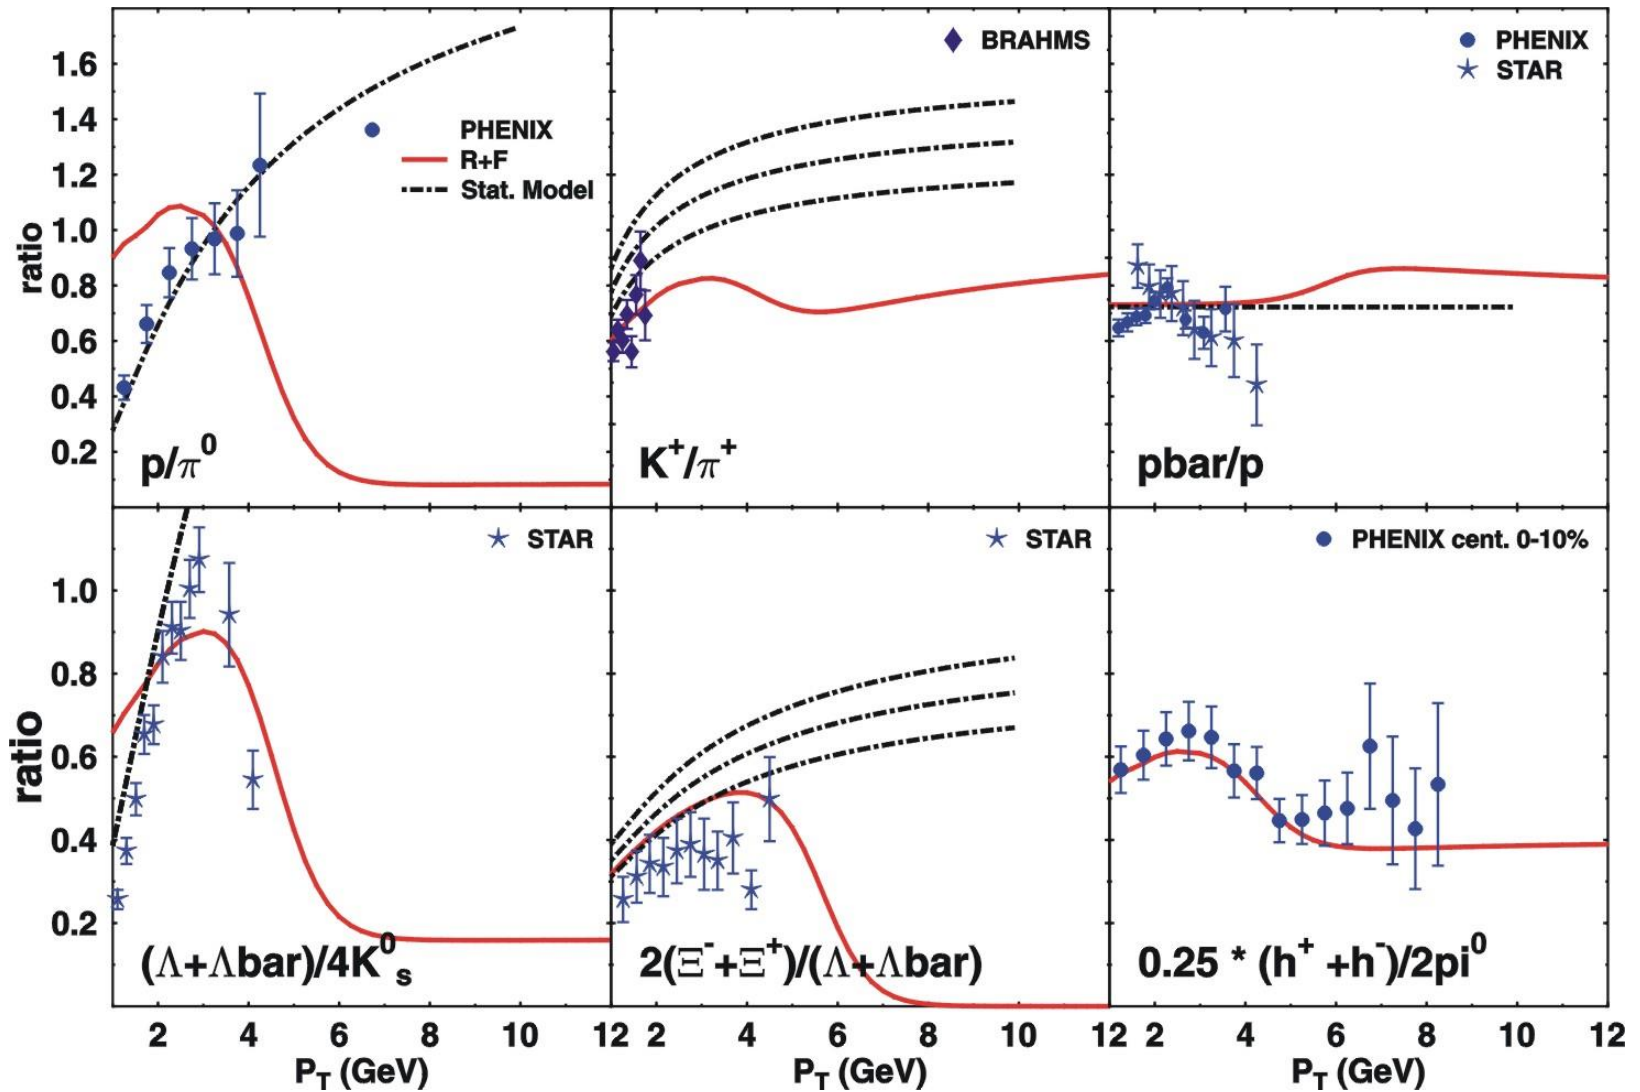 ratio
1.6
1.4
1.2
1.0
0.8
0.6
0.4
0.2
PHENIX
R+F
Stat. Model
p/π⁰
BRAHMS
K⁺/π⁺
PHENIX
STAR
pbar/p
ratio
1.0
0.8
0.6
0.4
0.2
STAR
(Λ+Λbar)/4K⁰ₛ
STAR
2(Ξ⁻+Ξ⁺)/(Λ+Λbar)
PHENIX cent. 0-10%
0.25 * (h⁺ +h⁻)/2pi⁰
2 4 6 8 10 12 2 4 6 8 10 12 2 4 6 8 10 12
P_T (GeV) P_T (GeV) P_T (GeV)